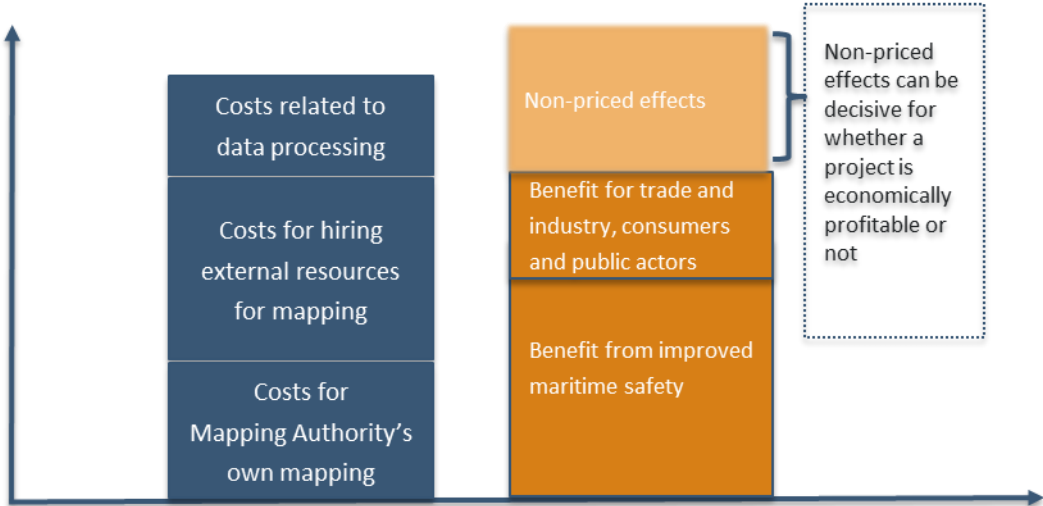 Costs related to
data processing
Costs for hiring
external resources
for mapping
Costs for
Mapping Authority’s
own mapping
Non-priced effects
Benefit for trade and
industry, consumers
and public actors
Benefit from improved
maritime safety
Non-priced
effects can be
decisive for
whether a
project is
economically
profitable or
not